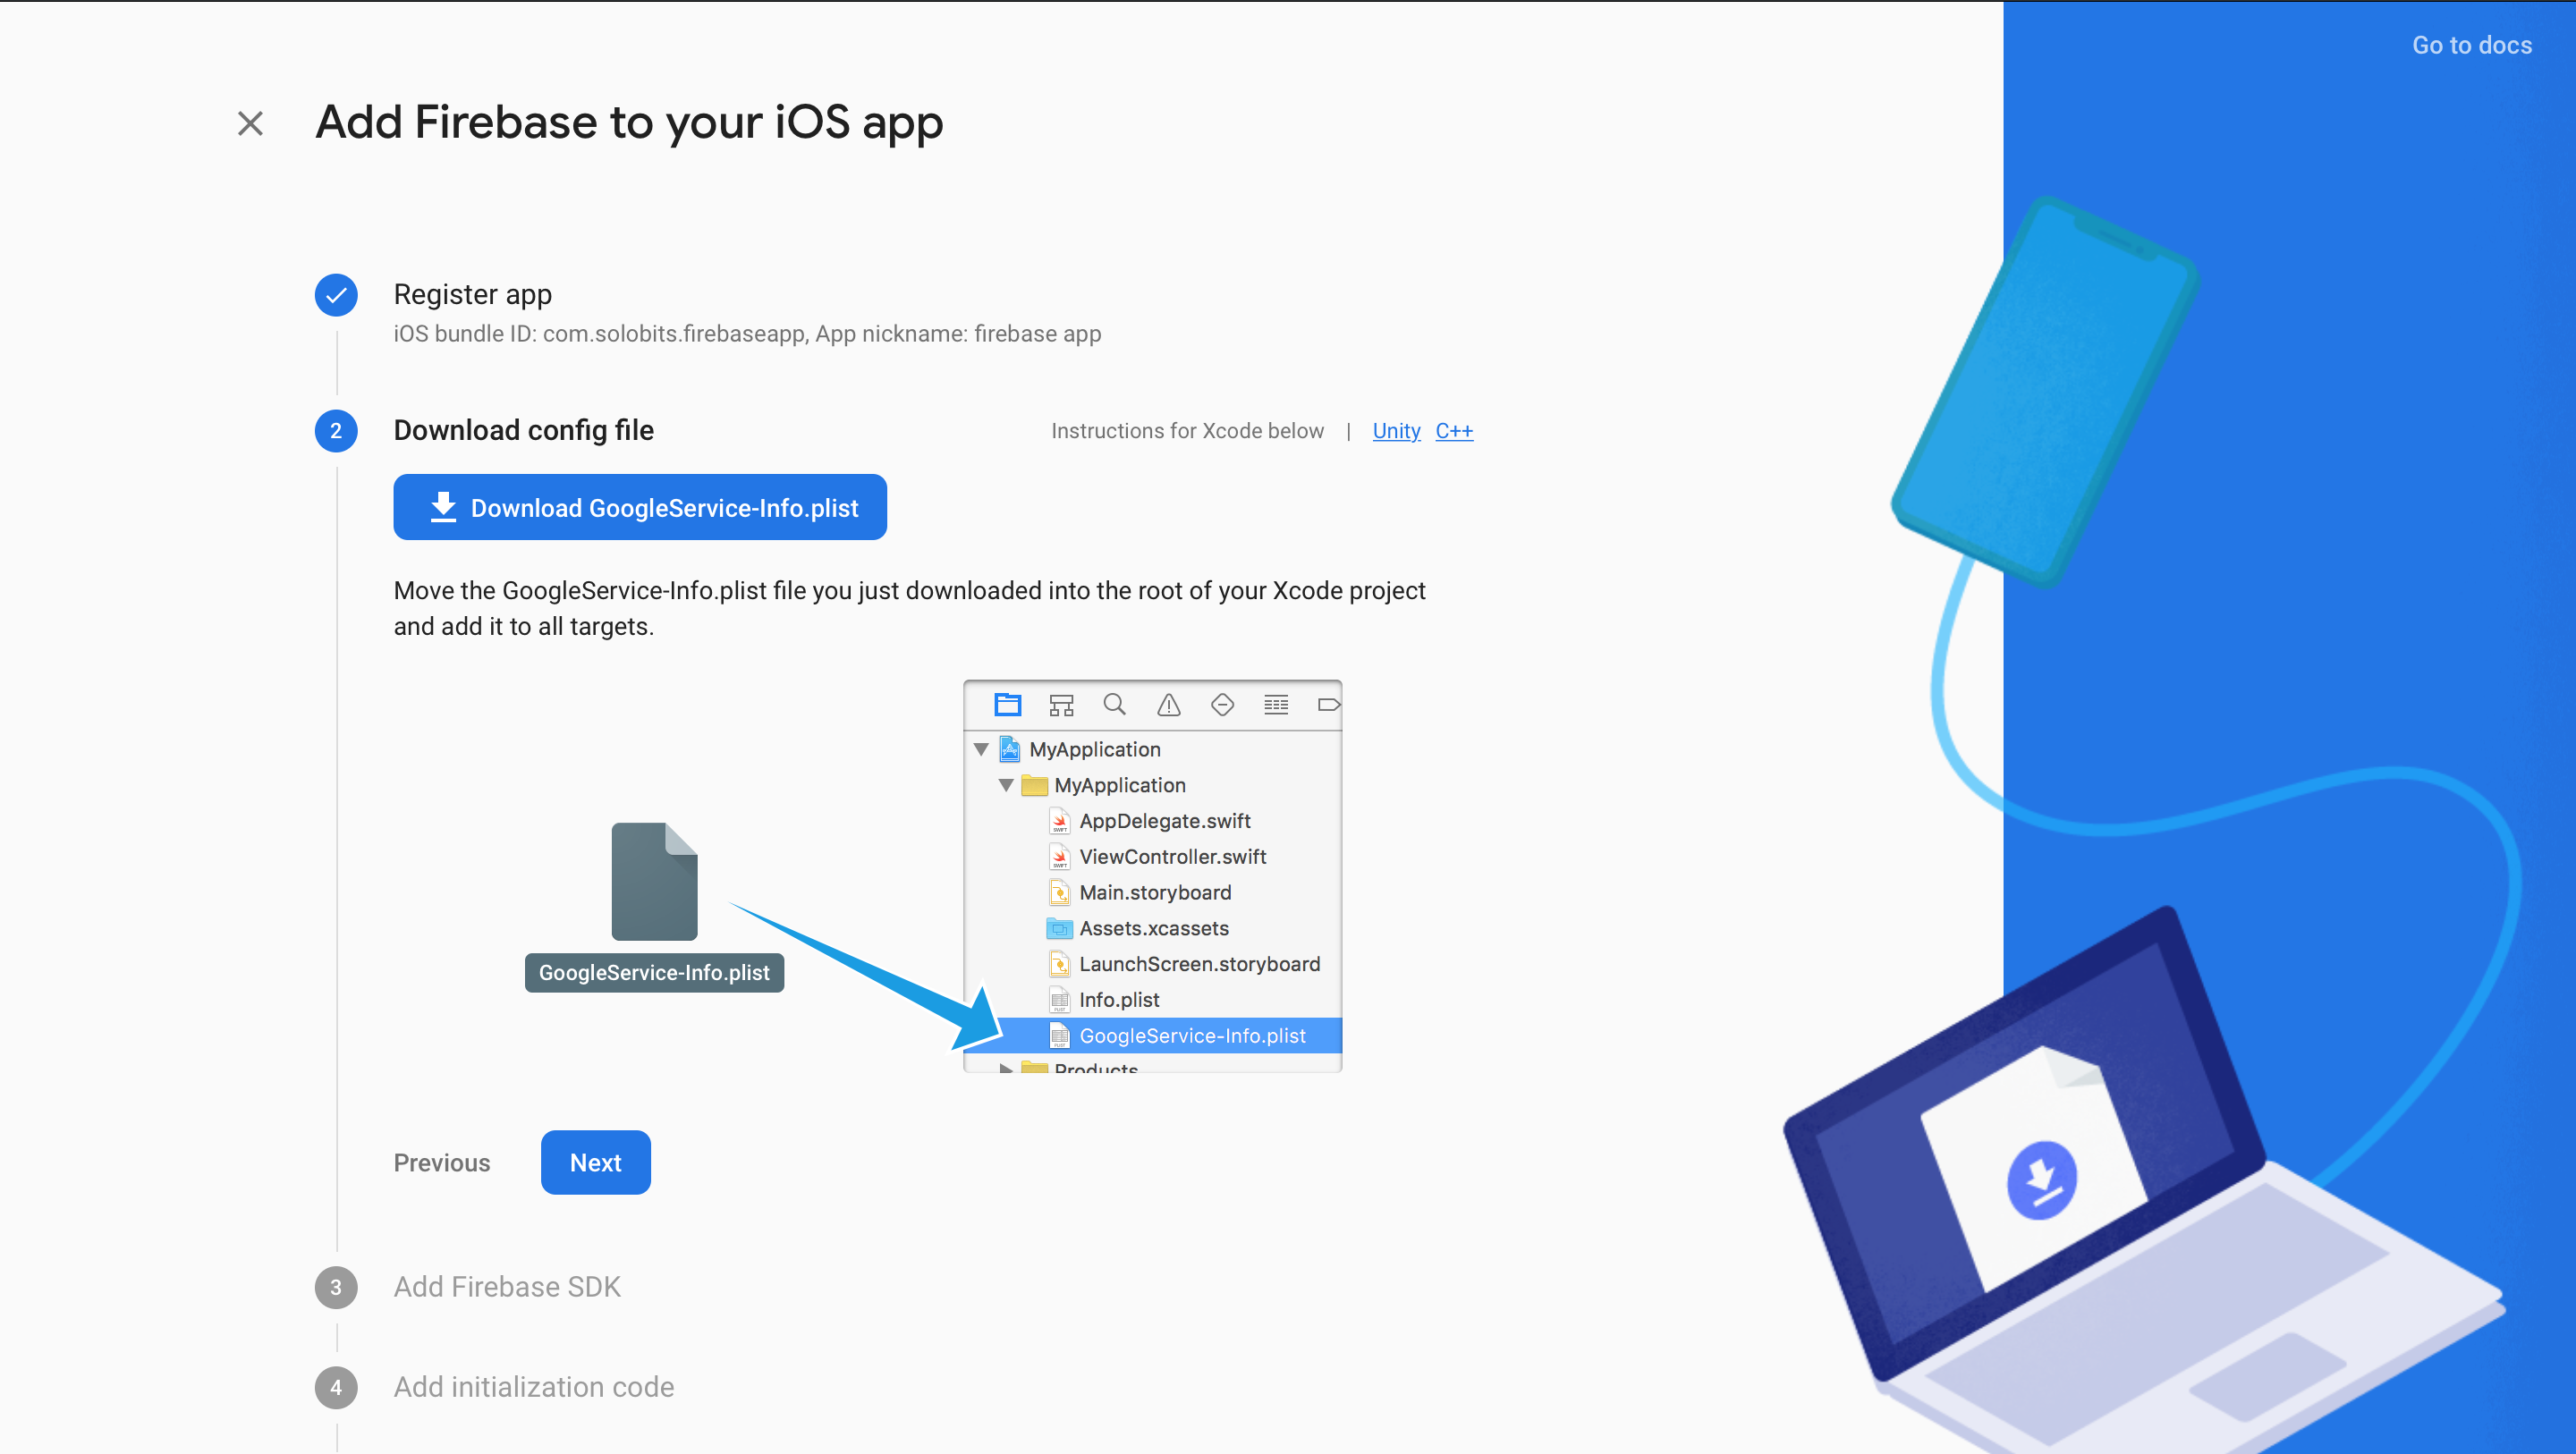 Go to docs
Add Firebase to your iOS app
Register app
iOS bundle ID: com.solobits.firebaseapp, App nickname: firebase app
2
Download config file
Instructions for Xcode below | Unity C++
Download GoogleService-Info.plist
Move the GoogleService-Info.plist file you just downloaded into the root of your Xcode project
and add it to all targets.
MyApplication
MyApplication
AppDelegate.swift
ViewController.swift
Main.storyboard
Assets.xcassets
LaunchScreen.storyboard
Info.plist
GoogleService-Info.plist
Products
GoogleService-Info.plist
Previous
Next
3
Add Firebase SDK
4
Add initialization code